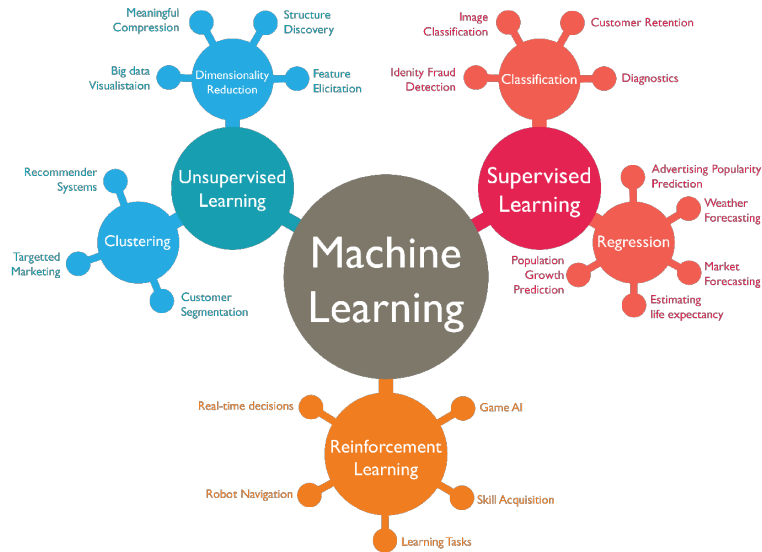 Machine
Learning
Unsupervised
Learning
Dimensionality
Reduction
Meaningful
Compression
Structure
Discovery
Big data
Visualistaion
Feature
Elicitation
Clustering
Recommender
Systems
Targetted
Marketing
Customer
Segmentation
Supervised
Learning
Classification
Image
Classification
Customer Retention
Idenity Fraud
Detection
Diagnostics
Regression
Advertising Popularity
Prediction
Weather
Forecasting
Population
Growth
Prediction
Market
Forecasting
Estimating
life expectancy
Reinforcement
Learning
Real-time decisions
Game AI
Robot Navigation
Skill Acquisition
Learning Tasks